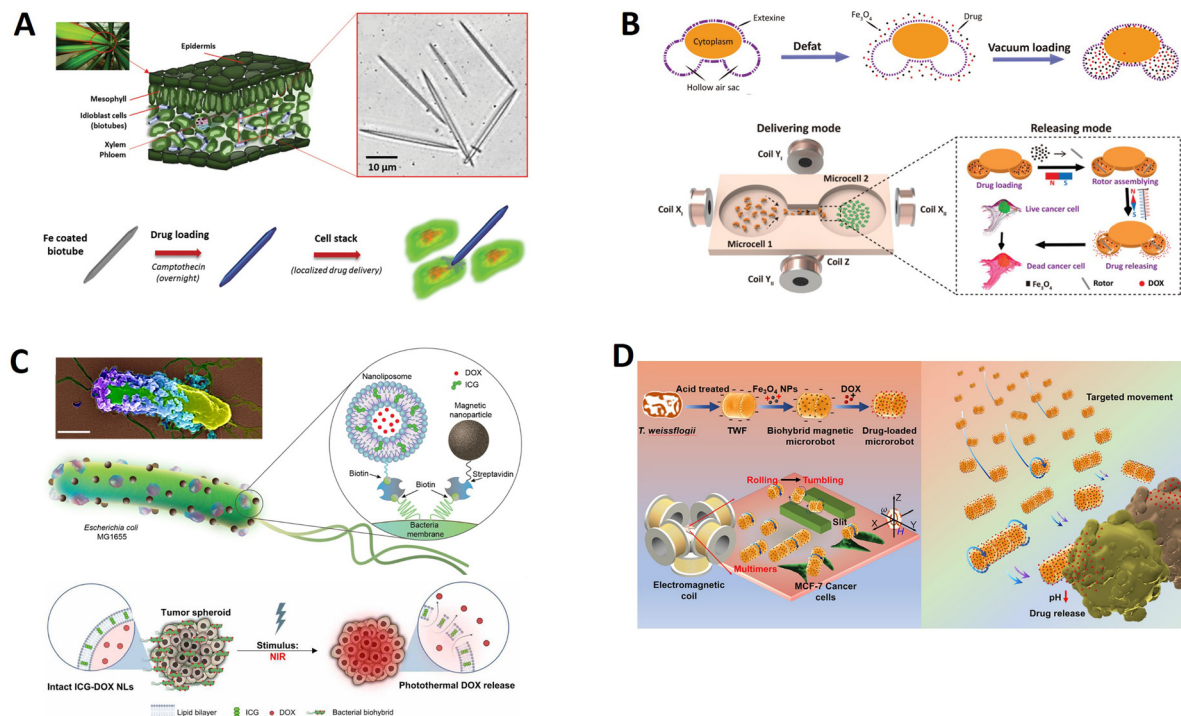 A
Epidermis
Mesophyll
Idioblast cells
(biotubes)
Xylem
Phloem
10 μm
Fe coated
biotube
Drug loading
Camptothecin
(overnight)
Cell stack
(localized drug delivery)
B
Extexine
Cytoplasm
Hollow air sac
Defat
Fe3O4
Drug
Vacuum loading
Delivering mode
Coil YI
Microcell 2
Coil XI
Coil XII
Microcell 1
Coil Z
Coil YII
Releasing mode
Drug loading
N S
Rotor assemblying
N
S
Live cancer cell
Dead cancer cell
Drug releasing
Fe3O4
Rotor
DOX
C
DOX
ICG
Nanoliposome
Magnetic
nanoparticle
Biotin
Streptavidin
Biotin
Bacteria
membrane
Escherichia coli
MG1655
Tumor spheroid
Stimulus:
NIR
Intact ICG-DOX NLs
Photothermal DOX release
Lipid bilayer
ICG
DOX
Bacterial biohybrid
D
Acid treated
Fe3O4 NPs
DOX
T. weissflogii
TWF
Biohybrid magnetic
microrobot
Drug-loaded
microrobot
Rolling
Tumbling
Slit
Z
ω
X
Y
H
Multimers
Electromagnetic
coil
MCF-7 Cancer
cells
Targeted movement
pH
Drug release